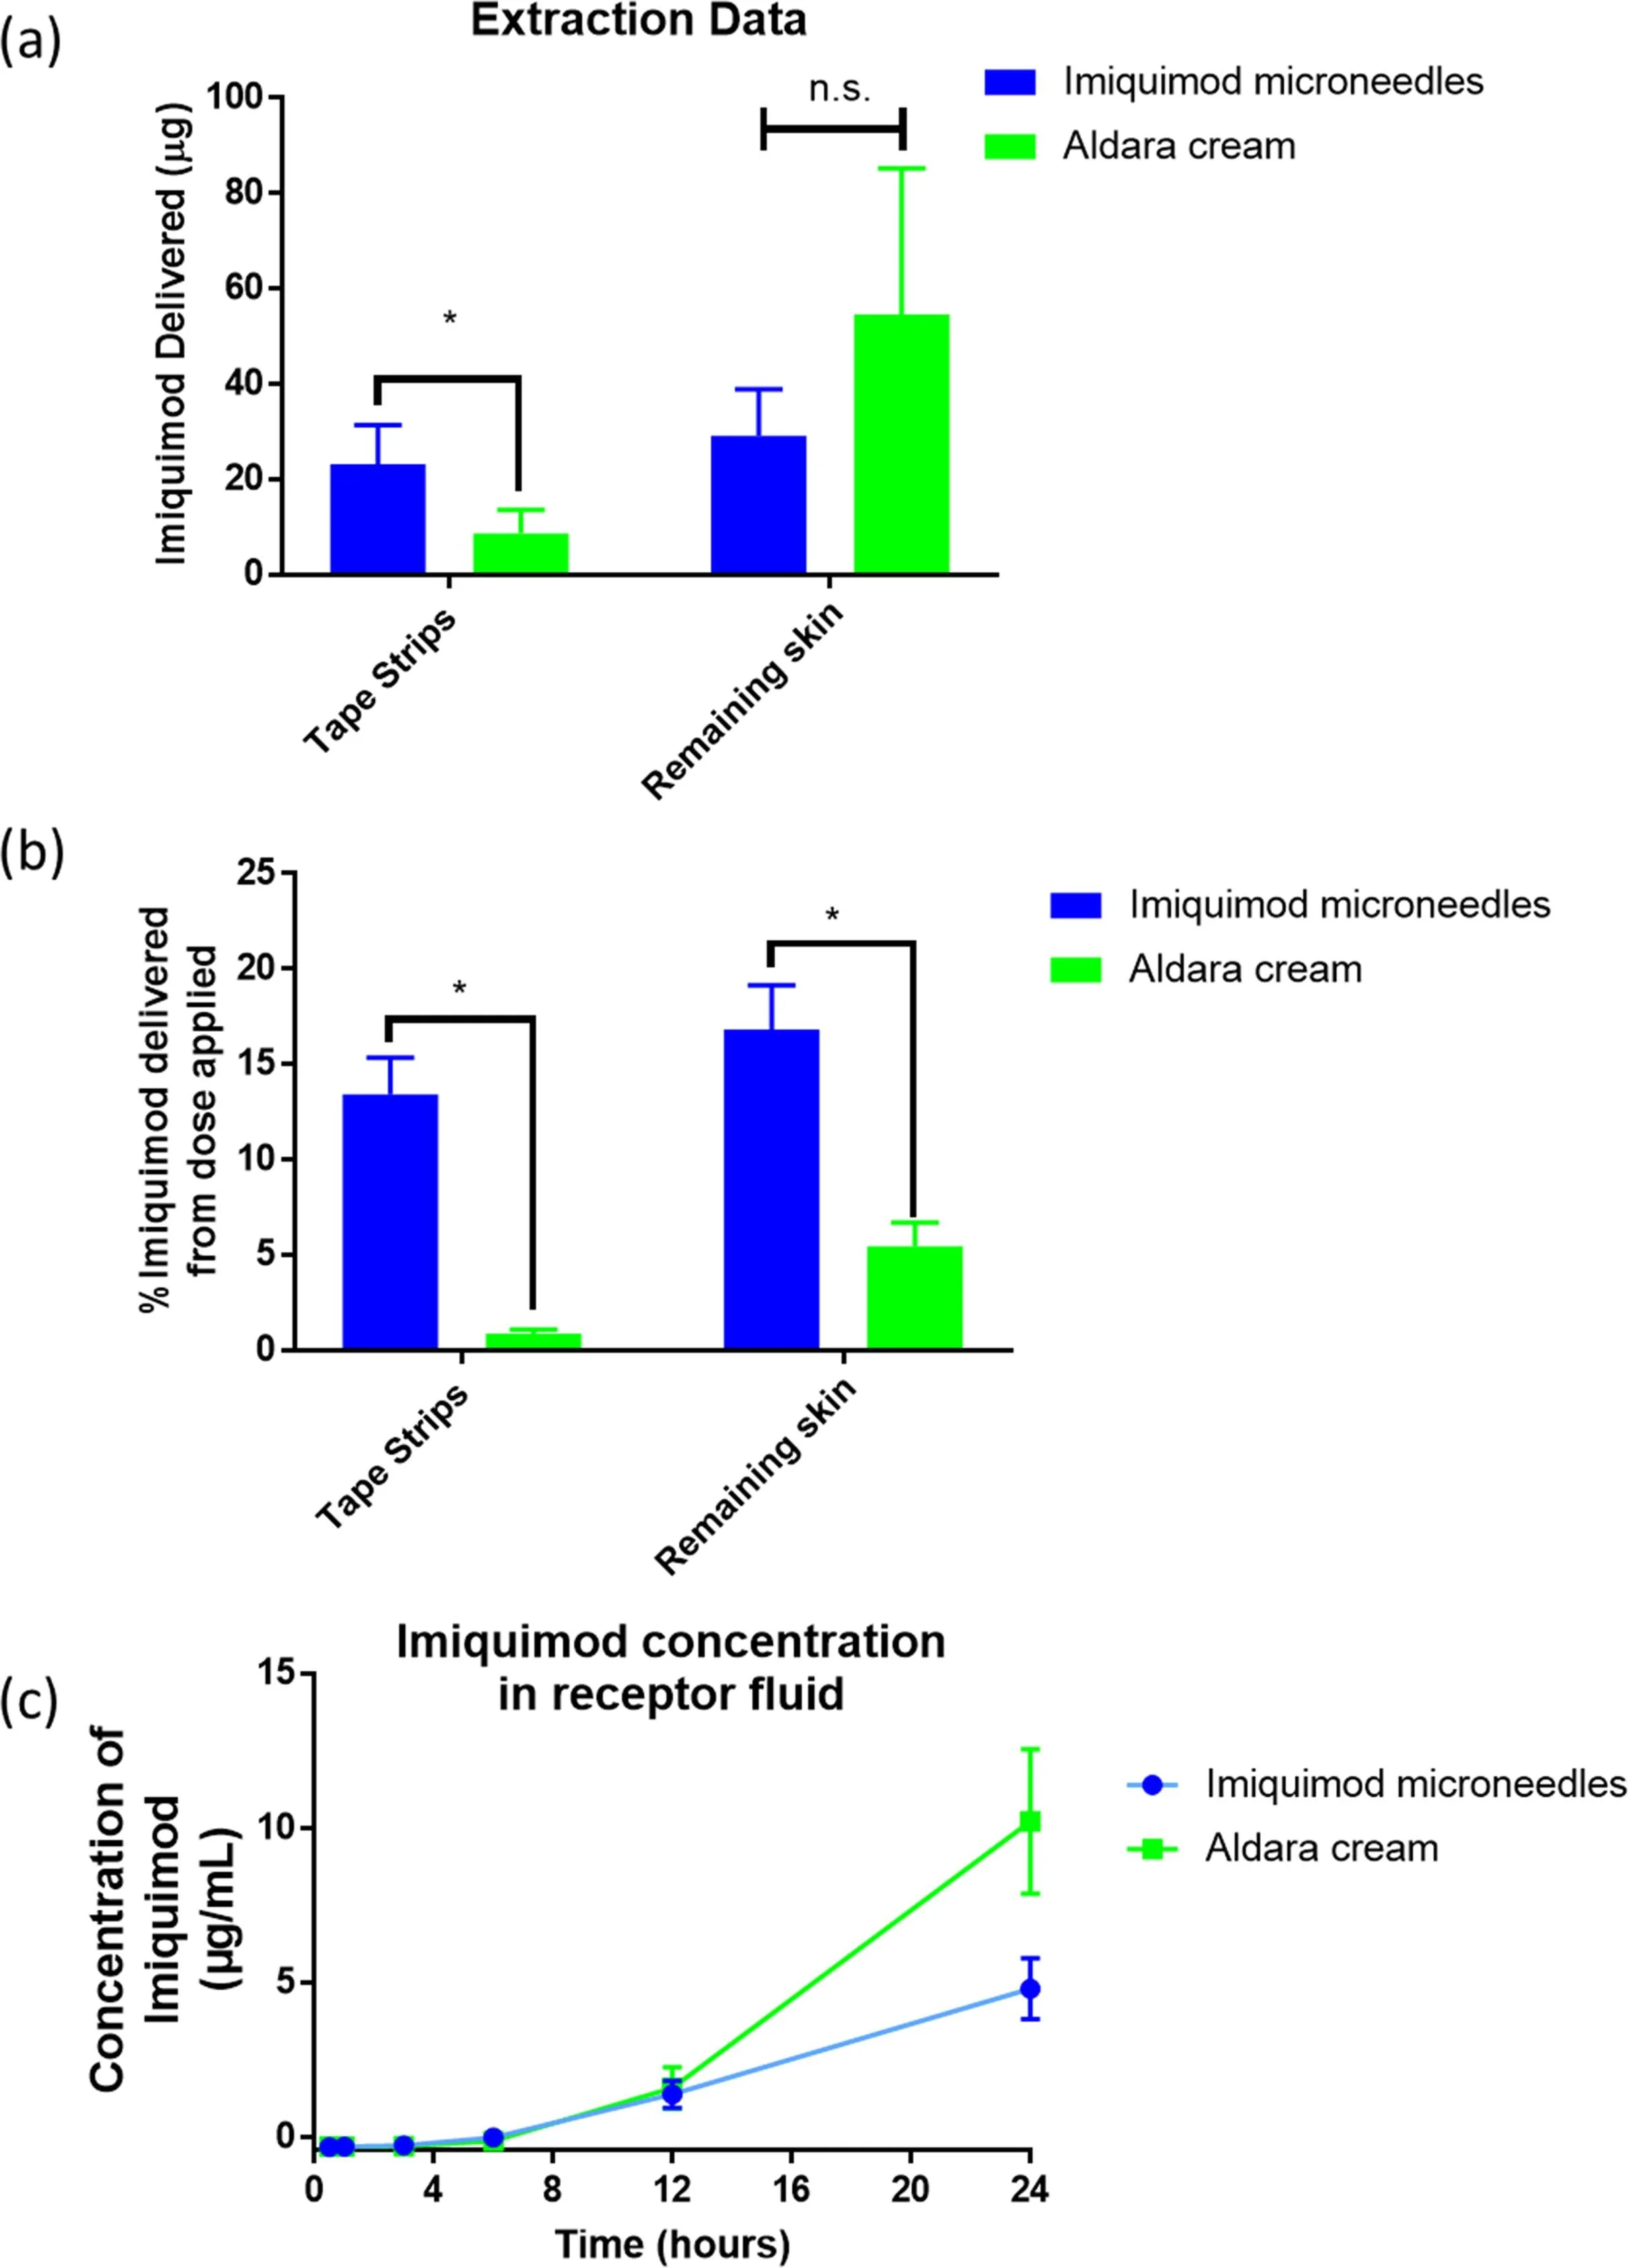 (a)
Extraction Data
Imiquimod Delivered (µg)
100
80
60
40
20
0
*
n.s.
Imiquimod microneedles
Aldara cream
Tape Strips
Remaining skin
(b)
% Imiquimod delivered
from dose applied
25
20
15
10
5
0
*
*
Imiquimod microneedles
Aldara cream
Tape Strips
Remaining skin
(c)
Imiquimod concentration
in receptor fluid
Concentration of
Imiquimod
(µg/mL)
15
10
5
0
Imiquimod microneedles
Aldara cream
0 4 8 12 16 20 24
Time (hours)